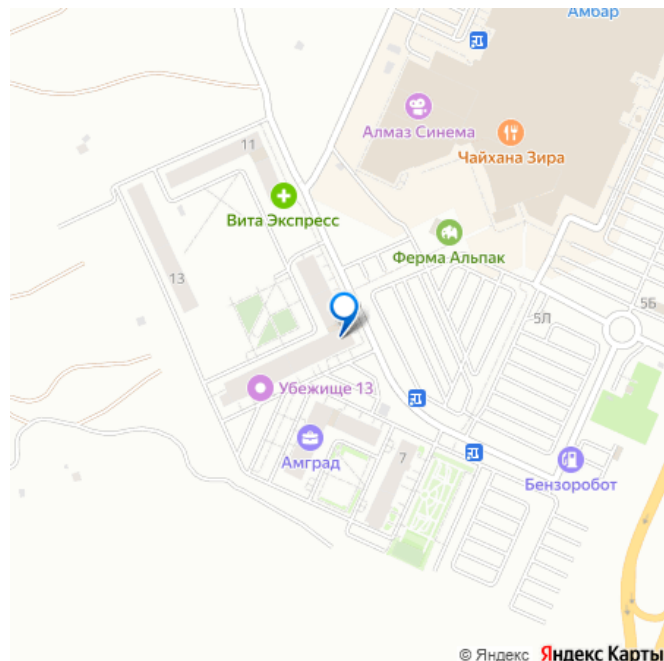 Амбар
Алмаз Синема
Чайхана Зира
11
Вита Экспресс
Ферма Альпак
13
5Б
5Л
Убежище 13
Амград
7
Бензоробот
© Яндекс Яндекс Карты